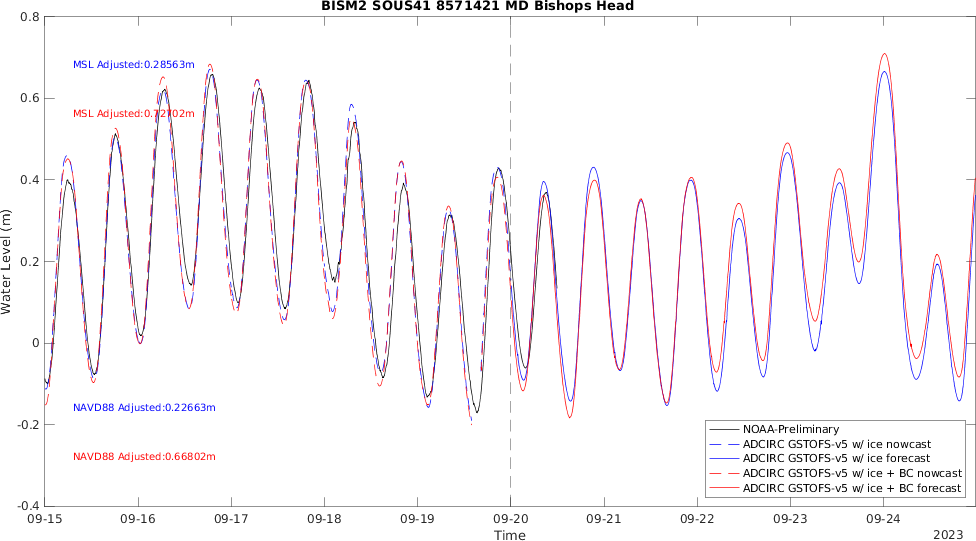 BISM2 SOUS41 8571421 MD Bishops Head
0.8
0.6
0.4
0.2
0
-0.2
-0.4
Water Level (m)
MSL Adjusted:0.28563m
MSL Adjusted:0.72702m
NAVD88 Adjusted:0.22663m
NAVD88 Adjusted:0.66802m
NOAA-Preliminary
ADCIRC GSTOFS-v5 w/ ice nowcast
ADCIRC GSTOFS-v5 w/ ice forecast
ADCIRC GSTOFS-v5 w/ ice + BC nowcast
ADCIRC GSTOFS-v5 w/ ice + BC forecast
09-15 09-16 09-17 09-18 09-19 09-20 09-21 09-22 09-23 09-24
Time
2023